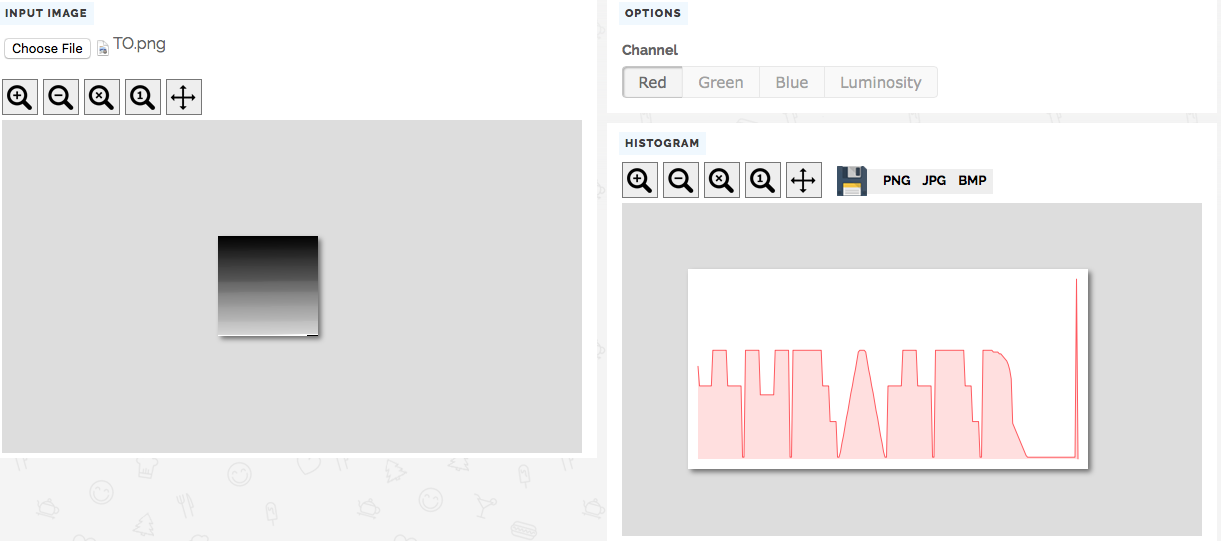 INPUT IMAGE
Choose File TO.png
OPTIONS
Channel
Red Green Blue Luminosity
HISTOGRAM
PNG JPG BMP